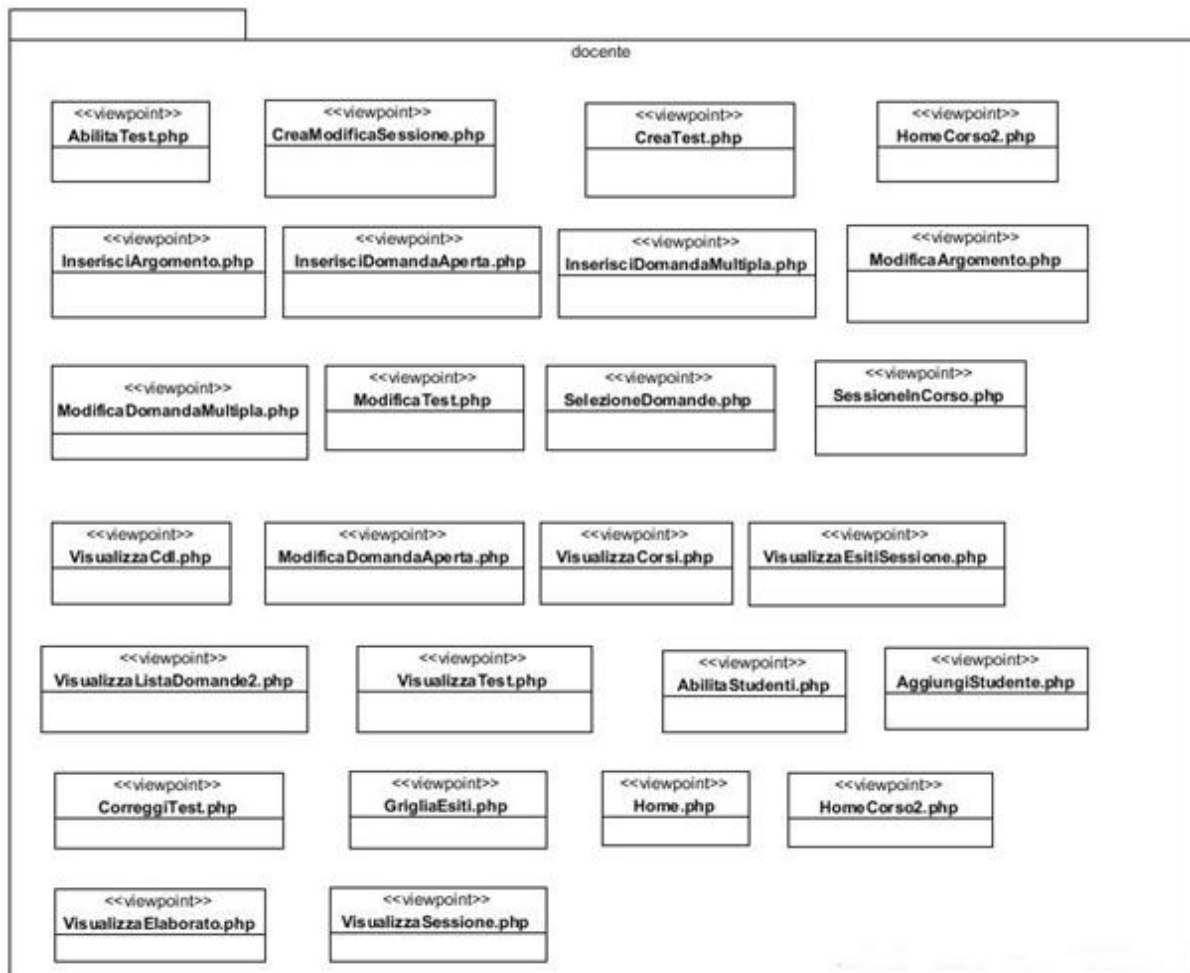 docente
<<viewpoint>>
AbilitaTest.php
<<viewpoint>>
CreaModificaSessione.php
<<viewpoint>>
CreaTest.php
<<viewpoint>>
HomeCorso2.php
<<viewpoint>>
InserisciArgomento.php
<<viewpoint>>
InserisciDomandaAperta.php
<<viewpoint>>
InserisciDomandaMultipla.php
<<viewpoint>>
ModificaArgomento.php
<<viewpoint>>
ModificaDomandaMultipla.php
<<viewpoint>>
ModificaTest.php
<<viewpoint>>
SelezioneDomande.php
<<viewpoint>>
SessioneInCorso.php
<<viewpoint>>
VisualizzaCdl.php
<<viewpoint>>
ModificaDomandaAperta.php
<<viewpoint>>
VisualizzaCorsi.php
<<viewpoint>>
VisualizzaEsitiSessione.php
<<viewpoint>>
VisualizzaListaDomande2.php
<<viewpoint>>
VisualizzaTest.php
<<viewpoint>>
AbilitaStudenti.php
<<viewpoint>>
AggiungiStudente.php
<<viewpoint>>
CorreggiTest.php
<<viewpoint>>
GrigliaEsiti.php
<<viewpoint>>
Home.php
<<viewpoint>>
HomeCorso2.php
<<viewpoint>>
VisualizzaElaborato.php
<<viewpoint>>
VisualizzaSessione.php